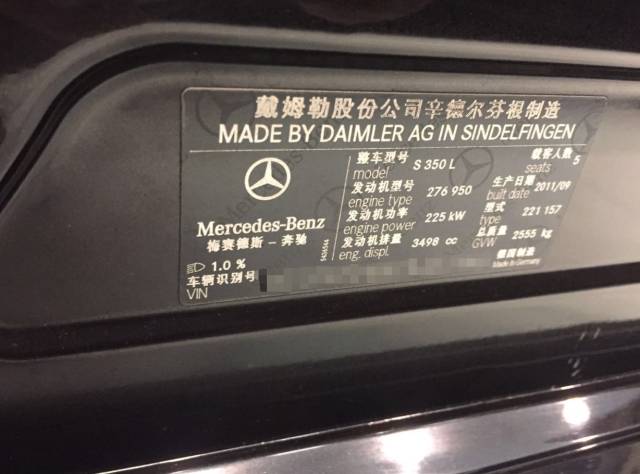 戴姆勒股份公司辛德尔芬根制造
MADE BY DAIMLER AG IN SINDELFINGEN
整车型号 model S 350 L 载客人数 seats 5
发动机型号 engine type 276 950 生产日期 built date 2011/09
发动机功率 engine power 225 kW 型式 type 221 157
发动机排量 eng. displ. 3498 cc 总质量 GVW 2555 kg
Mercedes-Benz
梅赛德斯－奔驰
德国制造
Made in Germany
1.0 %
车辆识别号
VIN